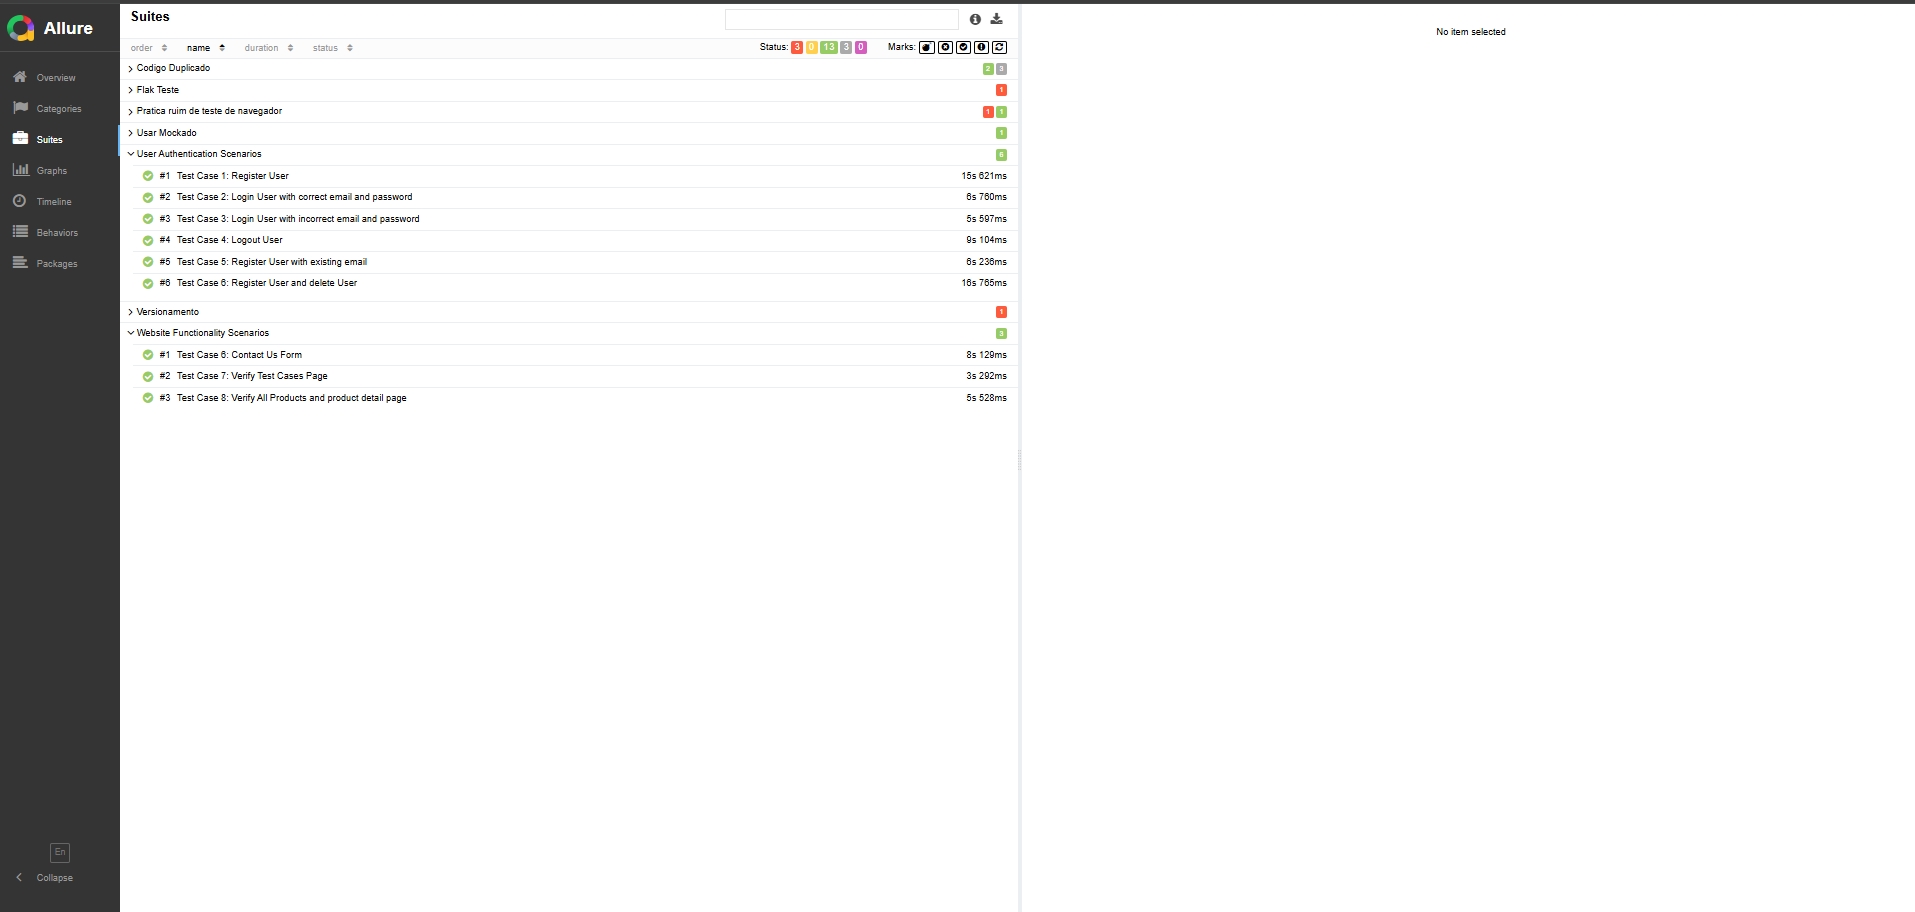 Allure
Overview
Categories
Suites
Graphs
Timeline
Behaviors
Packages
En
Collapse
Suites
order name duration status
Status: 3 0 13 3 0 Marks:
Codigo Duplicado 2 3
Flak Teste 1
Pratica ruim de teste de navegador 1 1
Usar Mockado 1
User Authentication Scenarios 6
#1 Test Case 1: Register User 15s 621ms
#2 Test Case 2: Login User with correct email and password 6s 760ms
#3 Test Case 3: Login User with incorrect email and password 5s 597ms
#4 Test Case 4: Logout User 9s 104ms
#5 Test Case 5: Register User with existing email 6s 236ms
#6 Test Case 6: Register User and delete User 16s 765ms
Versionamento 1
Website Functionality Scenarios 3
#1 Test Case 6: Contact Us Form 8s 129ms
#2 Test Case 7: Verify Test Cases Page 3s 292ms
#3 Test Case 8: Verify All Products and product detail page 5s 528ms
No item selected